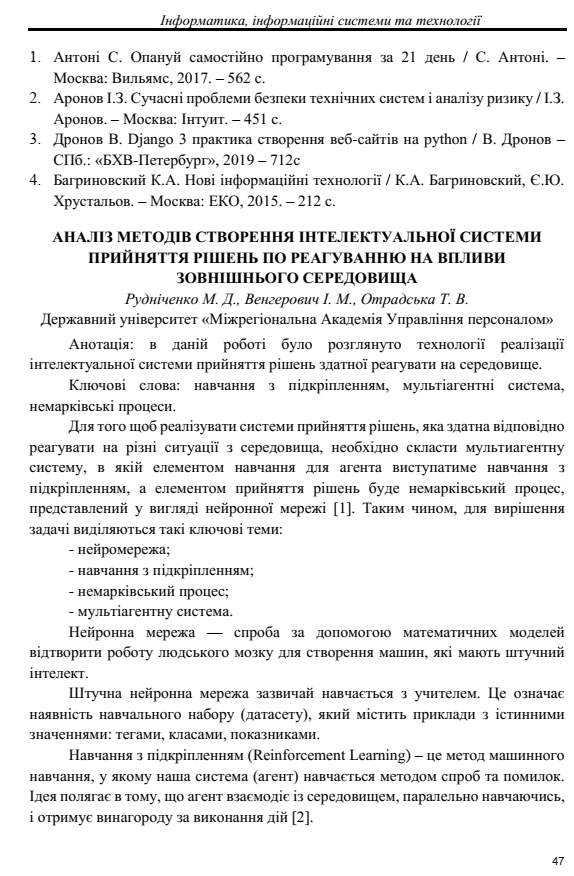 Інформатика, інформаційні системи та технології
1. Антоні С. Опануй самостійно програмування за 21 день / С. Антоні. –
Москва: Вильямс, 2017. – 562 с.
2. Аронов І.З. Сучасні проблеми безпеки технічних систем і аналізу ризику / І.З.
Аронов. – Москва: Інтуит. – 451 с.
3. Дронов В. Django 3 практика створення веб-сайтів на python / В. Дронов –
СПб.: «БХВ-Петербург», 2019 – 712с
4. Багриновский К.А. Нові інформаційні технології / К.А. Багриновский, Є.Ю.
Хрустальов. – Москва: ЕКО, 2015. – 212 с.
АНАЛІЗ МЕТОДІВ СТВОРЕННЯ ІНТЕЛЕКТУАЛЬНОЇ СИСТЕМИ
ПРИЙНЯТТЯ РІШЕНЬ ПО РЕАГУВАННЮ НА ВПЛИВИ
ЗОВНІШНЬОГО СЕРЕДОВИЩА
Рудніченко М. Д., Венгерович І. М., Отрадська Т. В.
Державний університет «Міжрегіональна Академія Управління персоналом»
Анотація: в даній роботі було розглянуто технології реалізації
інтелектуальної системи прийняття рішень здатної реагувати на середовище.
Ключові слова: навчання з підкріпленням, мультіагентні система,
немарківські процеси.
Для того щоб реалізувати системи прийняття рішень, яка здатна відповідно
реагувати на різні ситуації з середовища, необхідно скласти мультиагентну
систему, в якій елементом навчання для агента виступатиме навчання з
підкріпленням, а елементом прийняття рішень буде немарківський процес,
представлений у вигляді нейронної мережі [1]. Таким чином, для вирішення
задачі виділяються такі ключові теми:
- нейромережа;
- навчання з підкріпленням;
- немарківський процес;
- мультіагентну система.
Нейронна мережа — спроба за допомогою математичних моделей
відтворити роботу людського мозку для створення машин, які мають штучний
інтелект.
Штучна нейронна мережа зазвичай навчається з учителем. Це означає
наявність навчального набору (датасету), який містить приклади з істинними
значеннями: тегами, класами, показниками.
Навчання з підкріпленням (Reinforcement Learning) – це метод машинного
навчання, у якому наша система (агент) навчається методом спроб та помилок.
Ідея полягає в тому, що агент взаємодіє із середовищем, паралельно навчаючись,
і отримує винагороду за виконання дій [2].
47